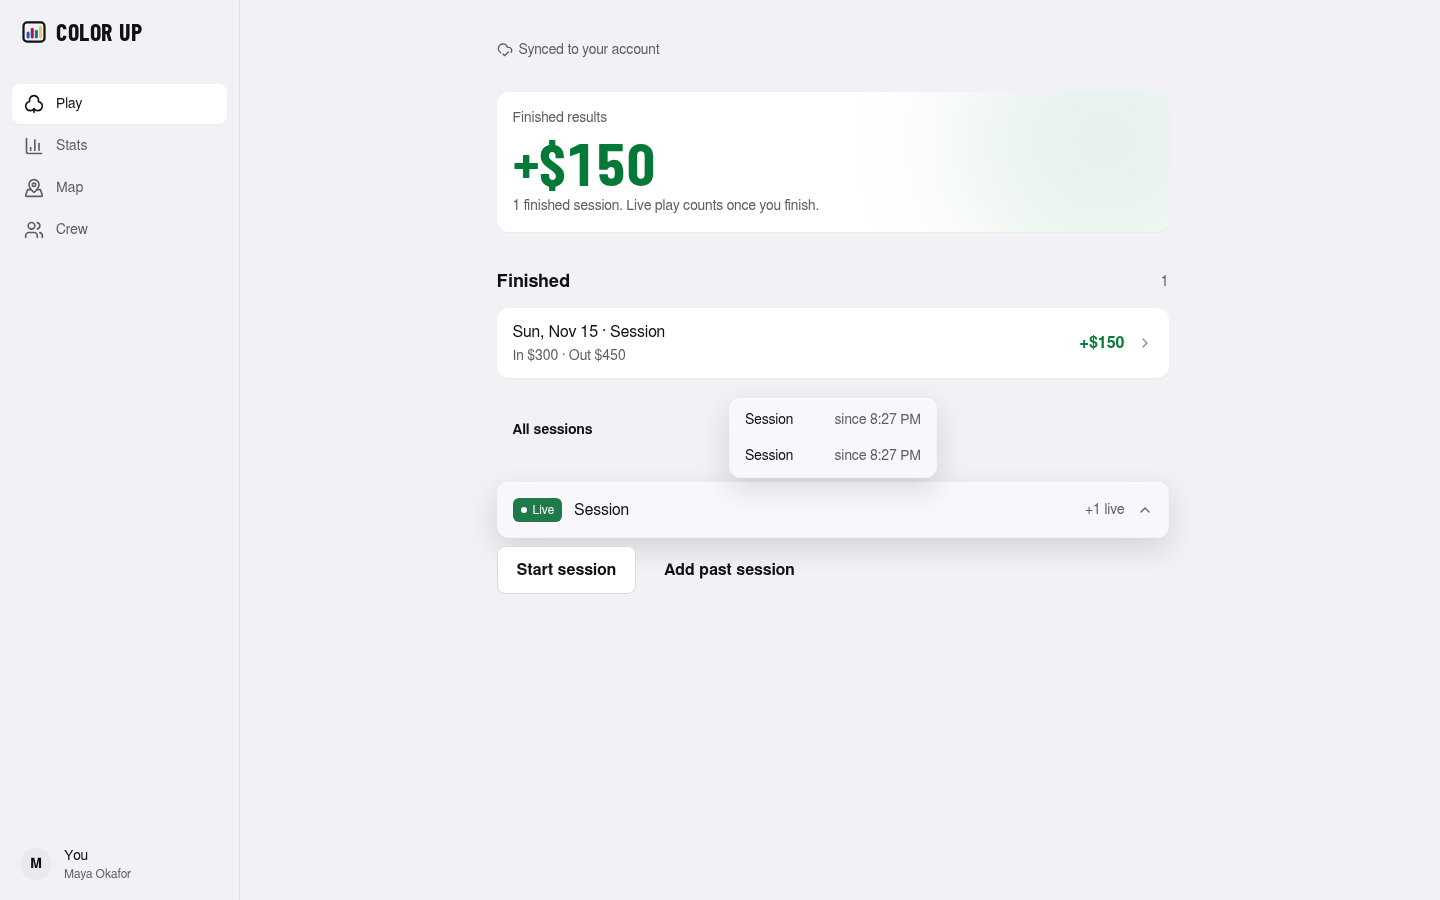 COLOR UP
Play
Stats
Map
Crew
Synced to your account
Finished results
+$150
1 finished session. Live play counts once you finish.
Finished
1
Sun, Nov 15 · Session
In $300 · Out $450
+$150
All sessions
Session since 8:27 PM
Session since 8:27 PM
Live Session +1 live
Start session
Add past session
M
You
Maya Okafor